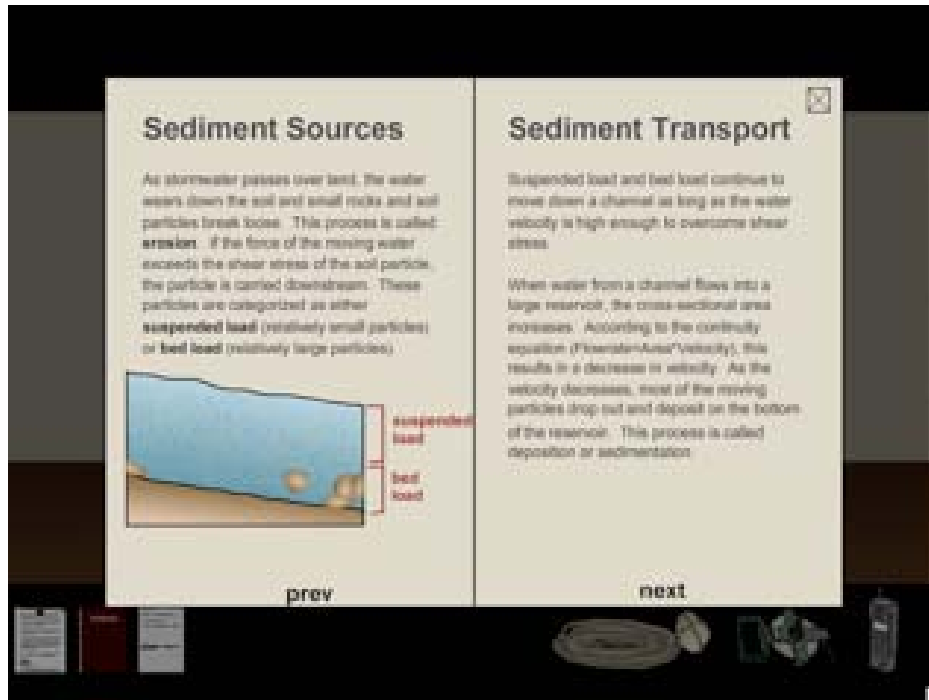 Sediment Sources
As stormwater passes over land, the water
wears down the soil and small rocks and soil
particles break loose. This process is called
erosion. If the force of the moving water
exceeds the shear stress of the soil particle,
the particle is carried downstream. These
particles are categorized as either
suspended load (relatively small particles)
or bed load (relatively large particles)
suspended
load
bed
load
prev
Sediment Transport
Suspended load and bed load continue to
move down a channel as long as the water
velocity is high enough to overcome shear
stress
When water from a channel flows into a
large reservoir, the cross-sectional area
increases. According to the continuity
equation (Flowrate=Area*Velocity), this
results in a decrease in velocity. As the
velocity decreases, most of the moving
particles drop out and deposit on the bottom
of the reservoir. This process is called
deposition or sedimentation
next